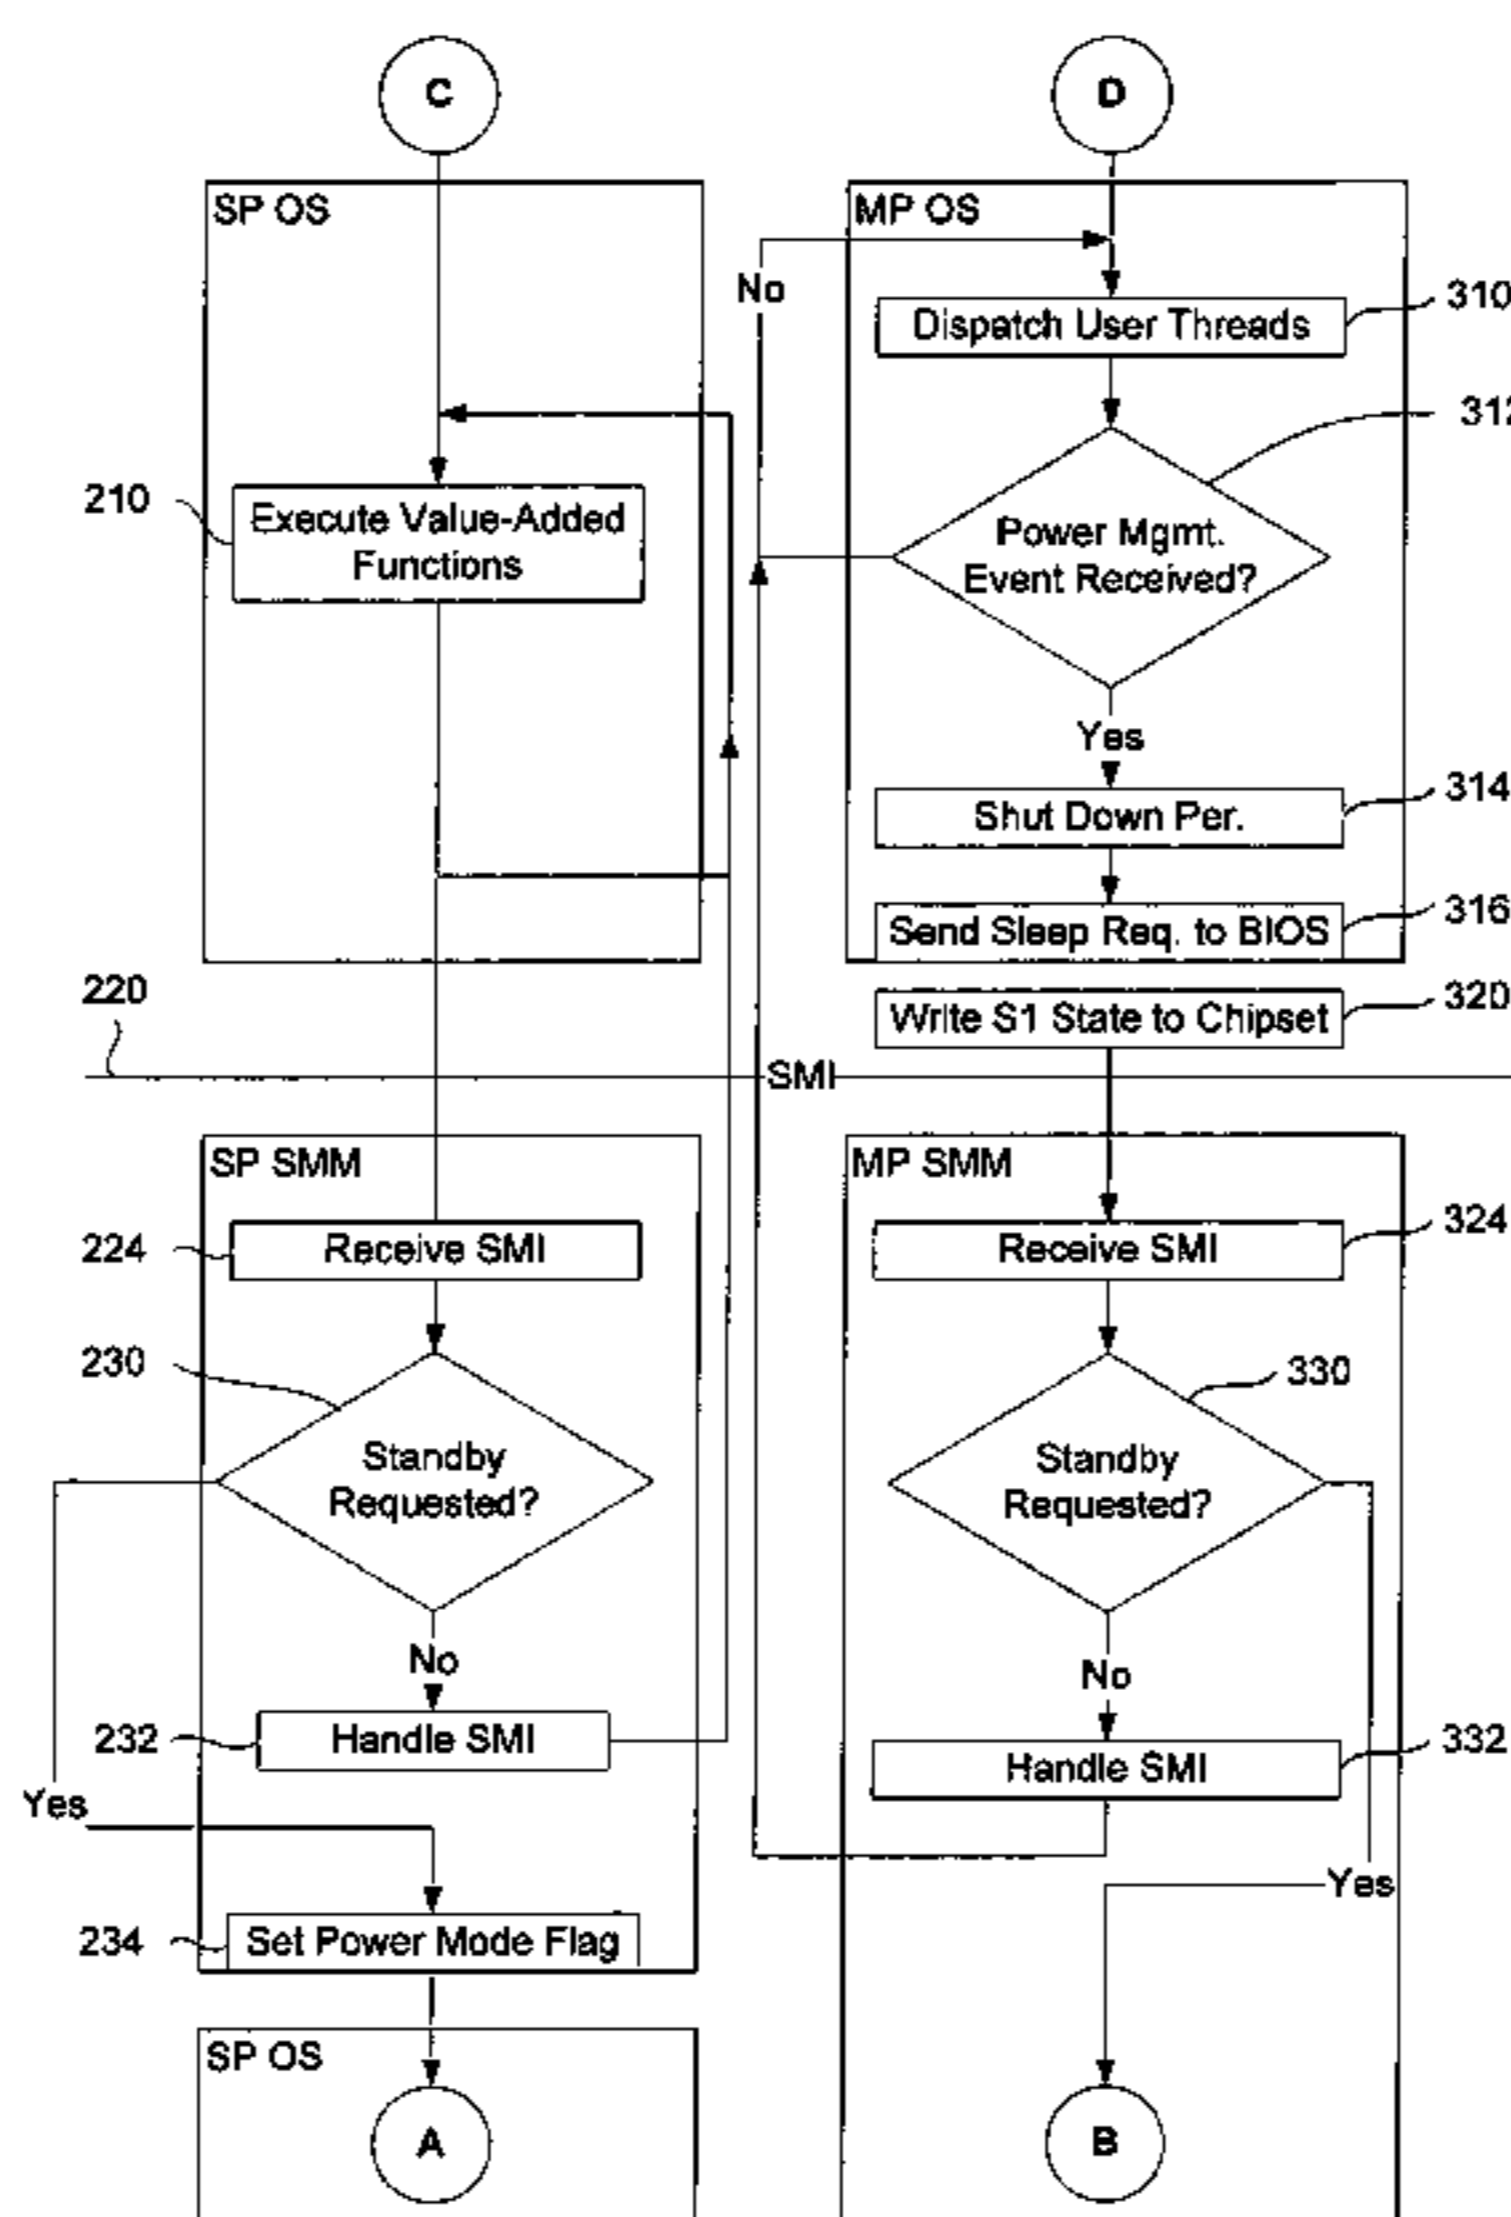 C
D
SP OS
MP OS
No
Dispatch User Threads
310
312
210
Execute Value-Added
Functions
Power Mgmt.
Event Received?
Yes
Shut Down Per.
314
Send Sleep Req. to BIOS
316
220
Write S1 State to Chipset
320
SMI
SP SMM
MP SMM
224
Receive SMI
Receive SMI
324
230
330
Standby
Requested?
Standby
Requested?
No
No
232
Handle SMI
Handle SMI
332
Yes
Yes
234
Set Power Mode Flag
SP OS
A
B